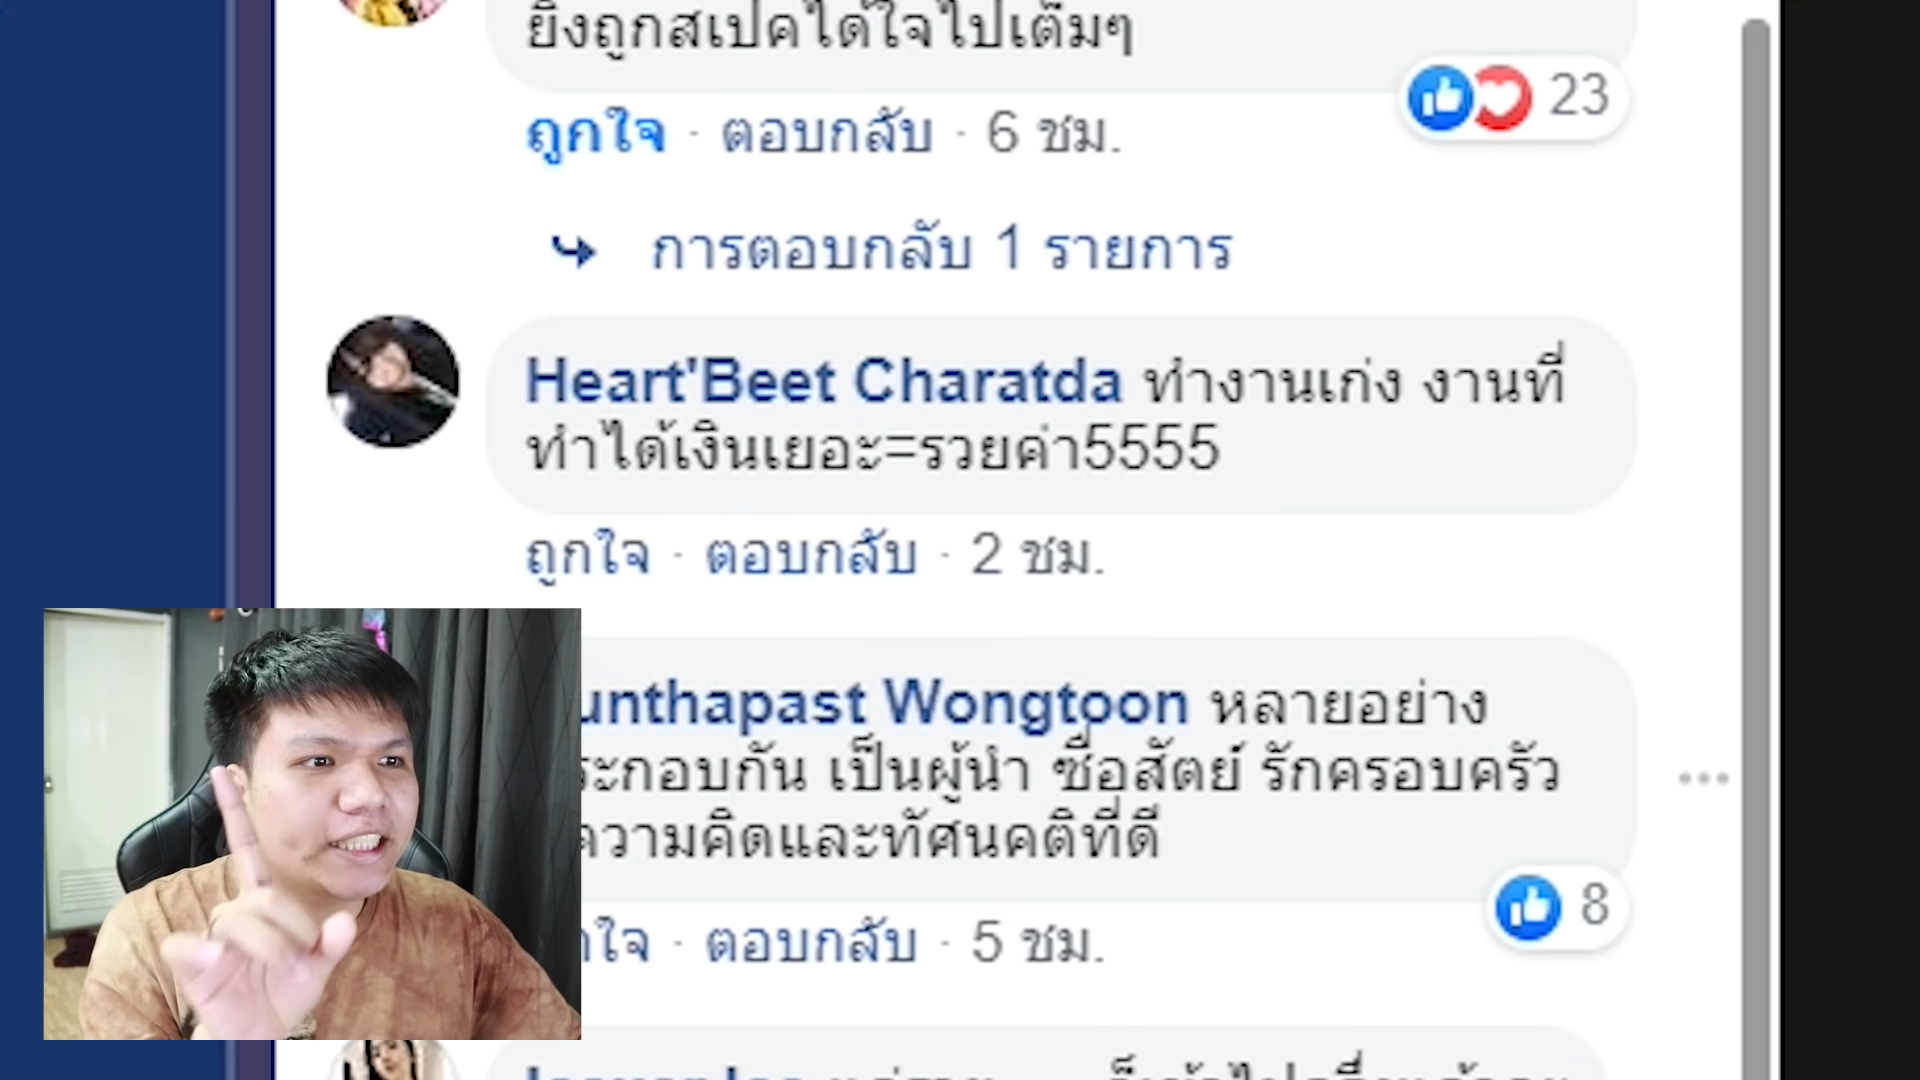 ยิ่งถูกสเปคได้ใจไปเต็มๆ
23
ถูกใจ · ตอบกลับ · 6 ชม.
การตอบกลับ 1 รายการ
Heart'Beet Charatda ทำงานเก่ง งานที่
ทำได้เงินเยอะ=รวยค่า5555
ถูกใจ · ตอบกลับ · 2 ชม.
unthapast Wongtoon หลายอย่าง
ระกอบกัน เป็นผู้นำ ซื่อสัตย์ รักครอบครัว
ความคิดและทัศนคติที่ดี
8
ใจ · ตอบกลับ · 5 ชม.